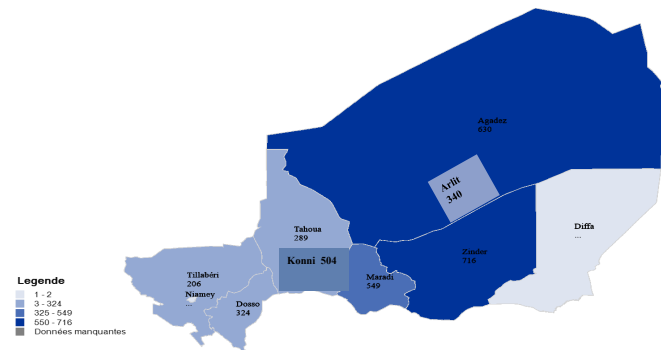 Agadez
630
Arlit
340
Tahoua
289
Diffa
...
Konni 504
Zinder
716
Maradi
549
Tillabéri
206
Niamey
...
Dosso
324
Legende
1 - 2
3 - 324
325 - 549
550 - 716
Données manquantes